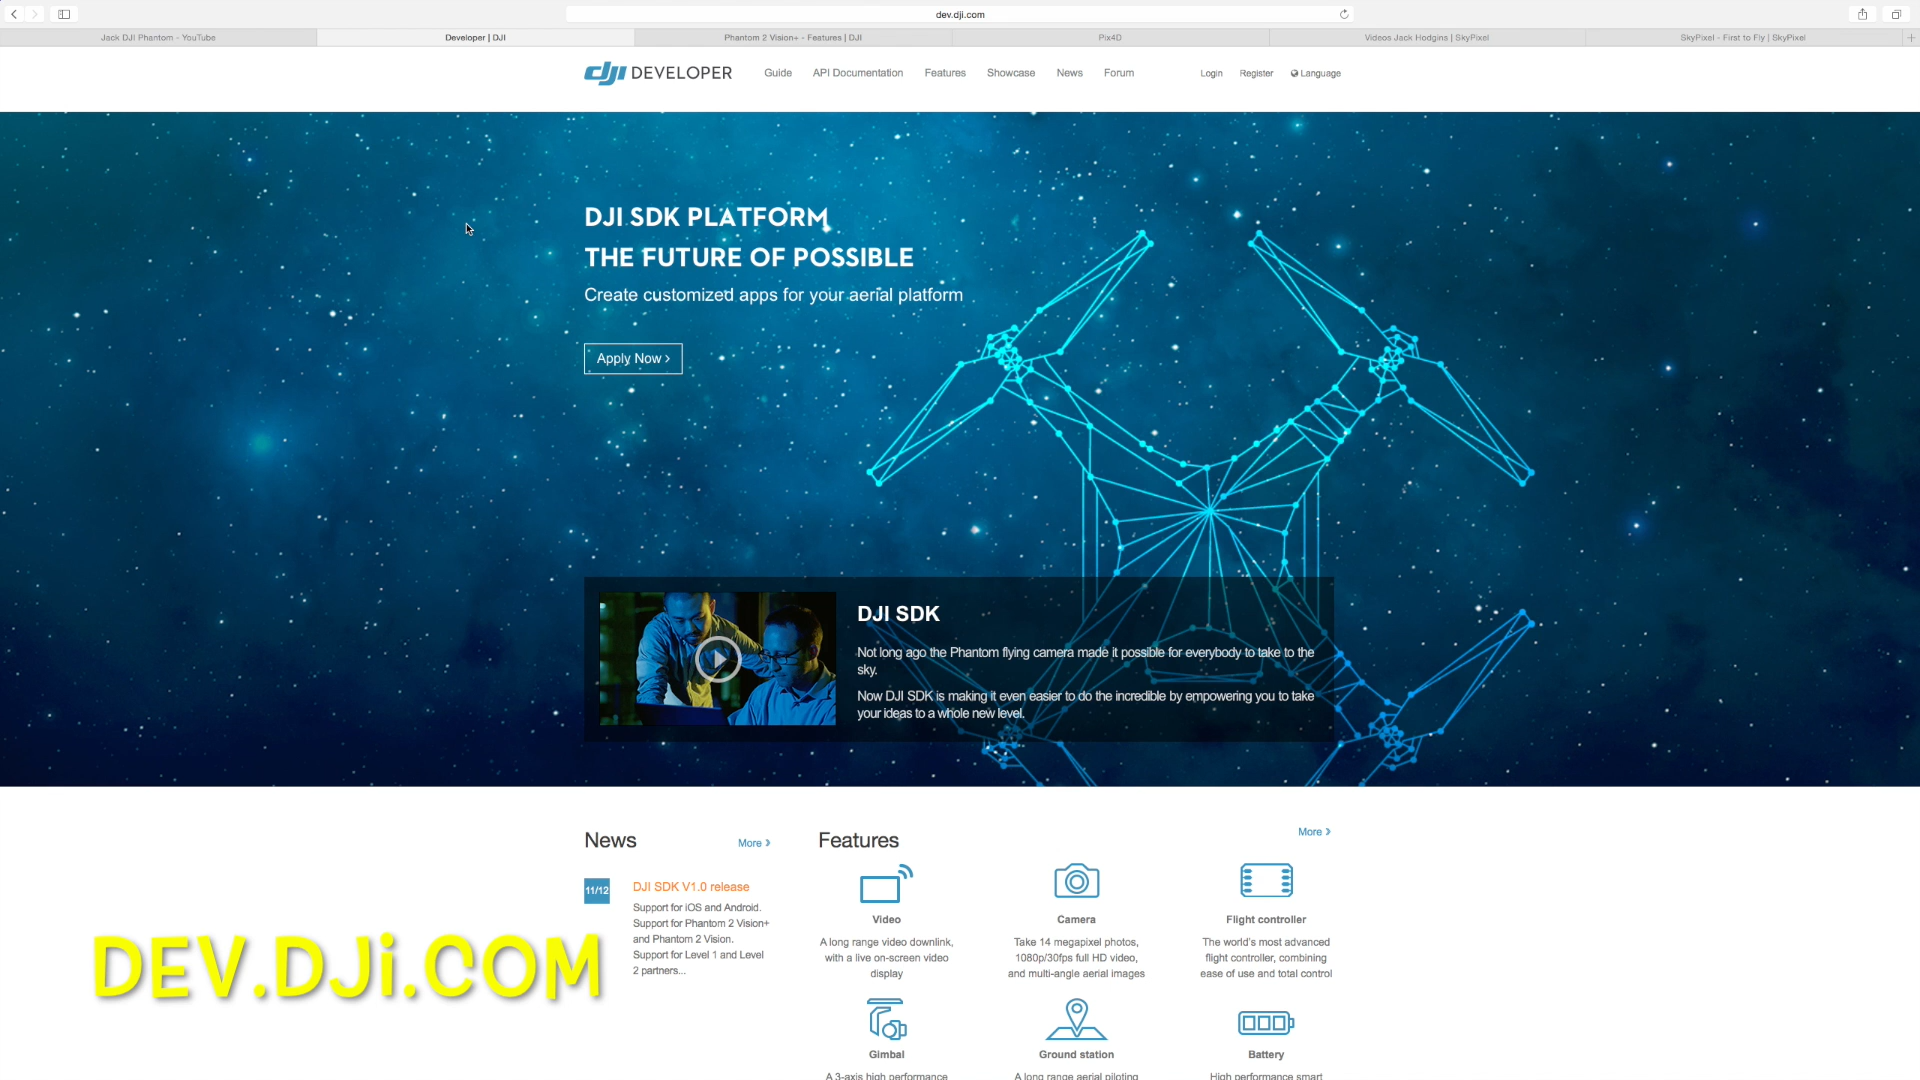 dev.dji.com
Jack DJI Phantom - YouTube
Developer | DJI
Phantom 2 Vision+ - Features | DJI
Pix4D
Videos Jack Hodgins | SkyPixel
SkyPixel - First to Fly | SkyPixel
dji DEVELOPER
Guide
API Documentation
Features
Showcase
News
Forum
Login
Register
Language
DJI SDK PLATFORM
THE FUTURE OF POSSIBLE
Create customized apps for your aerial platform
Apply Now ›
DJI SDK
Not long ago the Phantom flying camera made it possible for everybody to take to the
sky.
Now DJI SDK is making it even easier to do the incredible by empowering you to take
your ideas to a whole new level.
News
More ›
11/12
DJI SDK V1.0 release
Support for iOS and Android.
Support for Phantom 2 Vision+
and Phantom 2 Vision.
Support for Level 1 and Level
2 partners...
Features
More ›
Video
A long range video downlink,
with a live on-screen video
display
Camera
Take 14 megapixel photos,
1080p/30fps full HD video,
and multi-angle aerial images
Flight controller
The world's most advanced
flight controller, combining
ease of use and total control
Gimbal
A 3-axis high performance
Ground station
A long range aerial piloting
Battery
High performance smart
DEV.DJi.COM